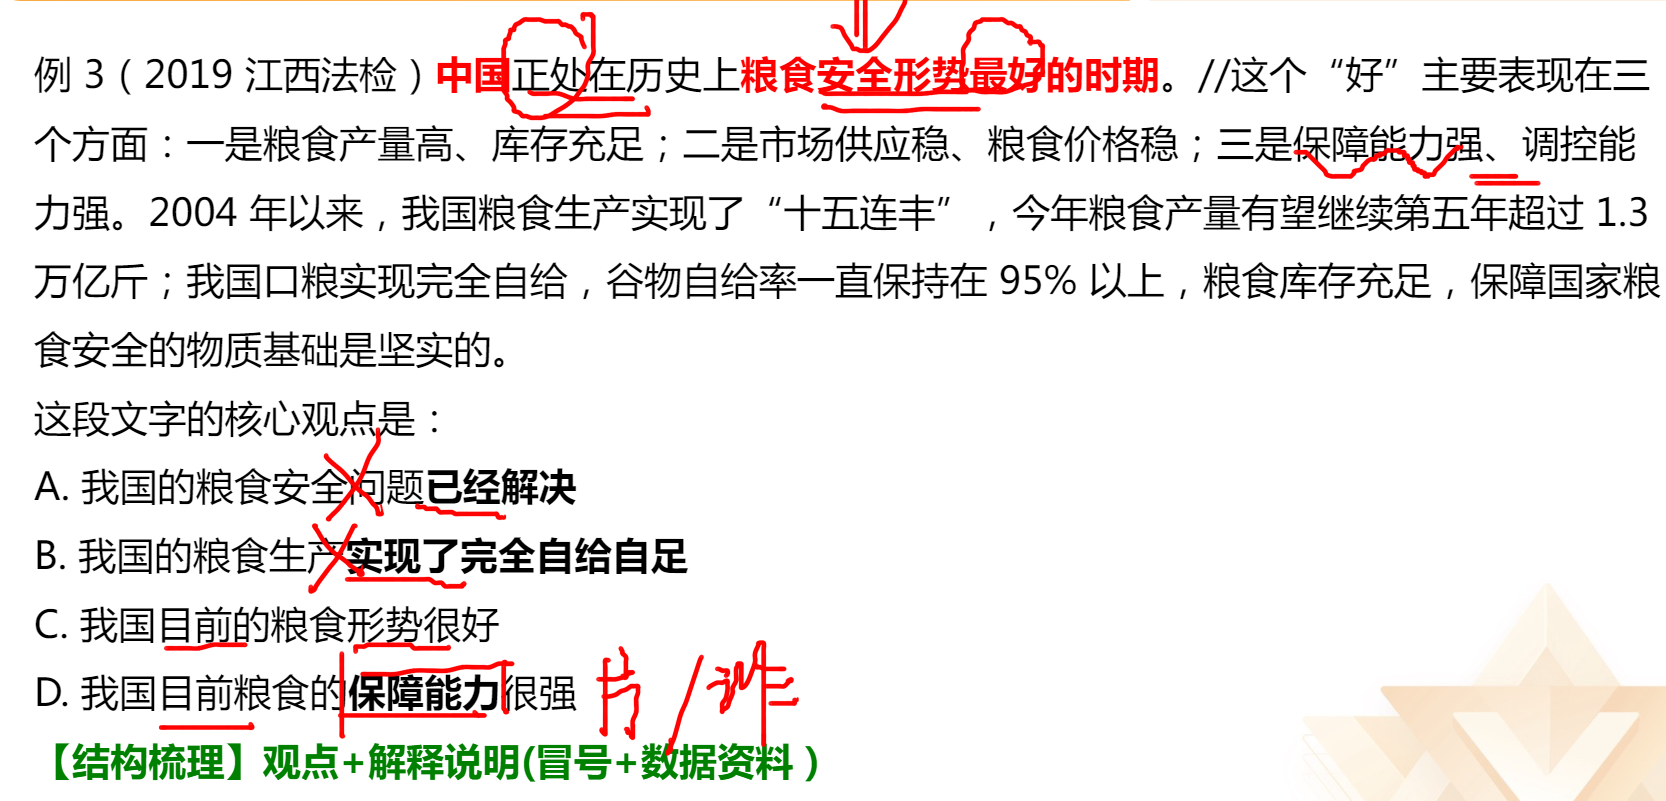 例 3（2019 江西法检）中国正处在历史上粮食安全形势最好的时期。//这个“好”主要表现在三
个方面：一是粮食产量高、库存充足；二是市场供应稳、粮食价格稳；三是保障能力强、调控能
力强。2004 年以来，我国粮食生产实现了“十五连丰”，今年粮食产量有望继续第五年超过 1.3
万亿斤；我国口粮实现完全自给，谷物自给率一直保持在 95% 以上，粮食库存充足，保障国家粮
食安全的物质基础是坚实的。
这段文字的核心观点是：
A. 我国的粮食安全问题已经解决
B. 我国的粮食生产实现了完全自给自足
C. 我国目前的粮食形势很好
D. 我国目前粮食的保障能力很强
【结构梳理】观点+解释说明(冒号+数据资料）